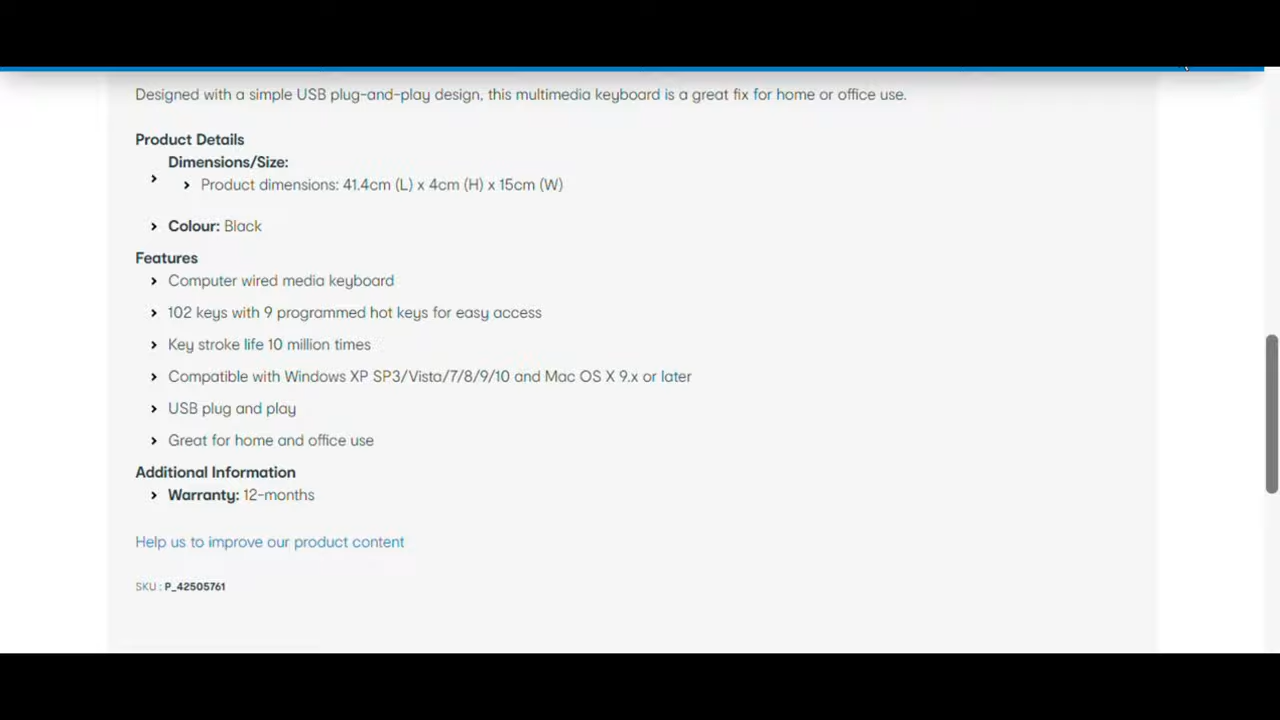 Designed with a simple USB plug-and-play design, this multimedia keyboard is a great fix for home or office use.
Product Details
Dimensions/Size:
Product dimensions: 41.4cm (L) x 4cm (H) x 15cm (W)
Colour: Black
Features
Computer wired media keyboard
102 keys with 9 programmed hot keys for easy access
Key stroke life 10 million times
Compatible with Windows XP SP3/Vista/7/8/9/10 and Mac OS X 9.x or later
USB plug and play
Great for home and office use
Additional Information
Warranty: 12-months
Help us to improve our product content
SKU : P_42505761